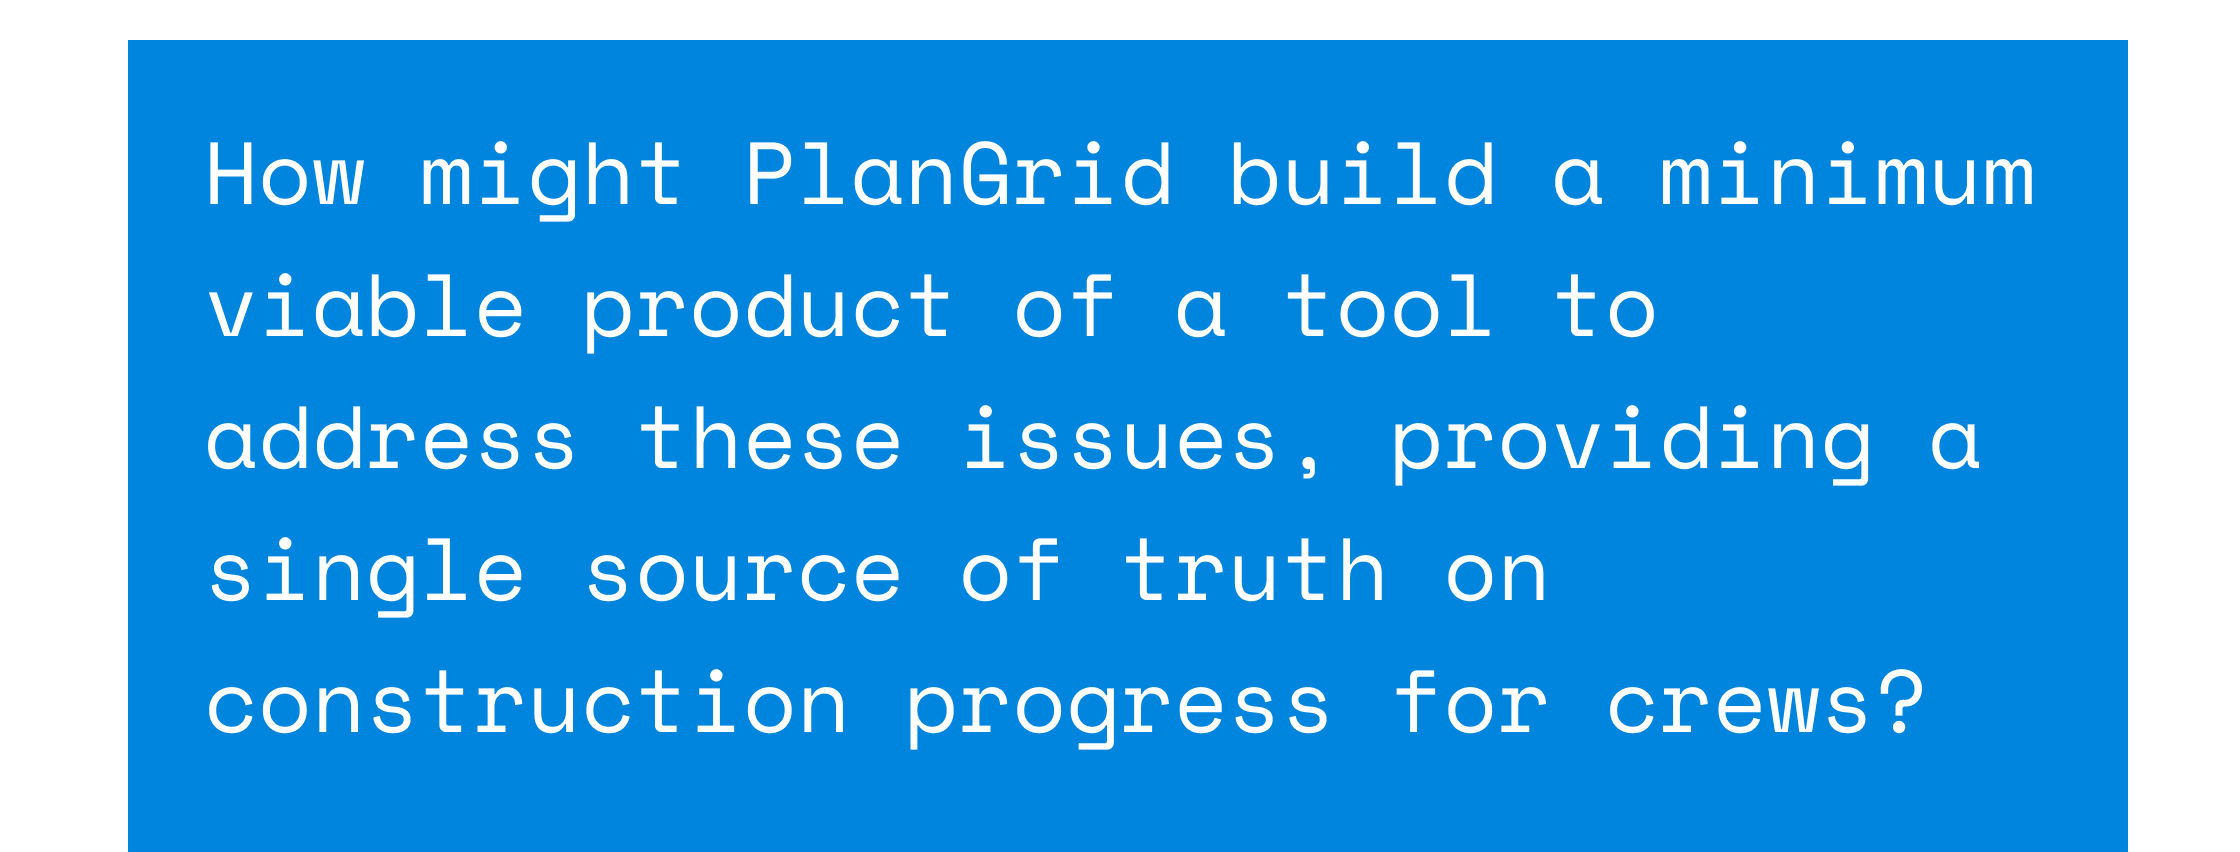 How might PlanGrid build a minimum
viable product of a tool to
address these issues, providing a
single source of truth on
construction progress for crews?